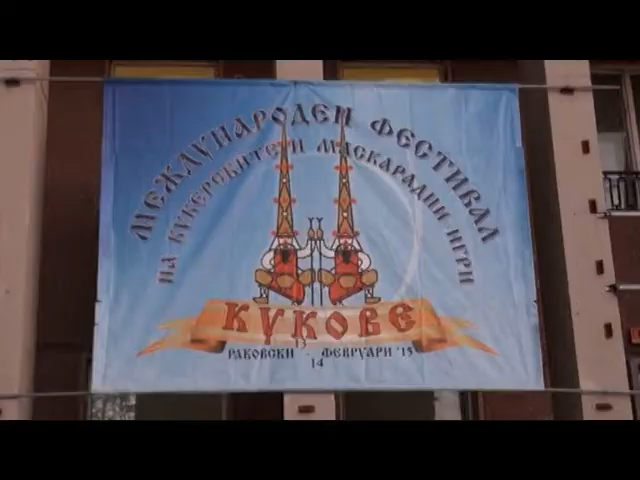 МЕЖДУНАРОДЕН ФЕСТИВАЛ
НА КУКЕРСКИТЕ И МАСКАРАДНИ ИГРИ
КУКОВЕ
13
РАКОВСКИ · ФЕВРУАРИ '15
14